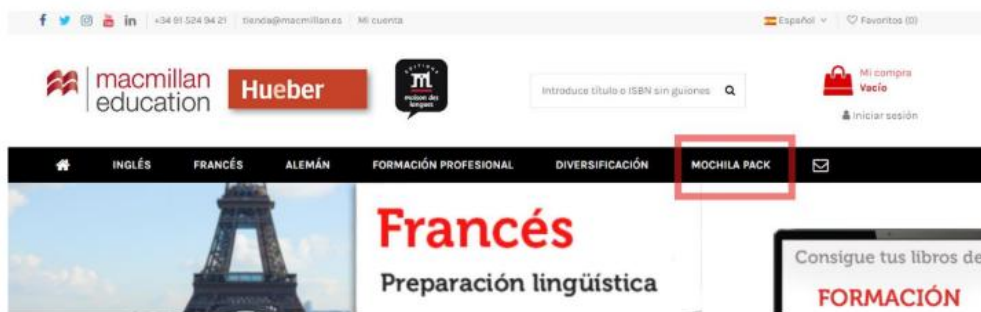 +34 91 524 94 21 tienda@macmillan.es Mi cuenta Español Favoritos (0)
macmillan education
Hueber
éditions maison des langues
Introduce título o ISBN sin guiones
Mi compra
Vacío
Iniciar sesión
INGLÉS FRANCÉS ALEMÁN FORMACIÓN PROFESIONAL DIVERSIFICACIÓN MOCHILA PACK
Francés
Preparación lingüística
Consigue tus libros de
FORMACIÓN